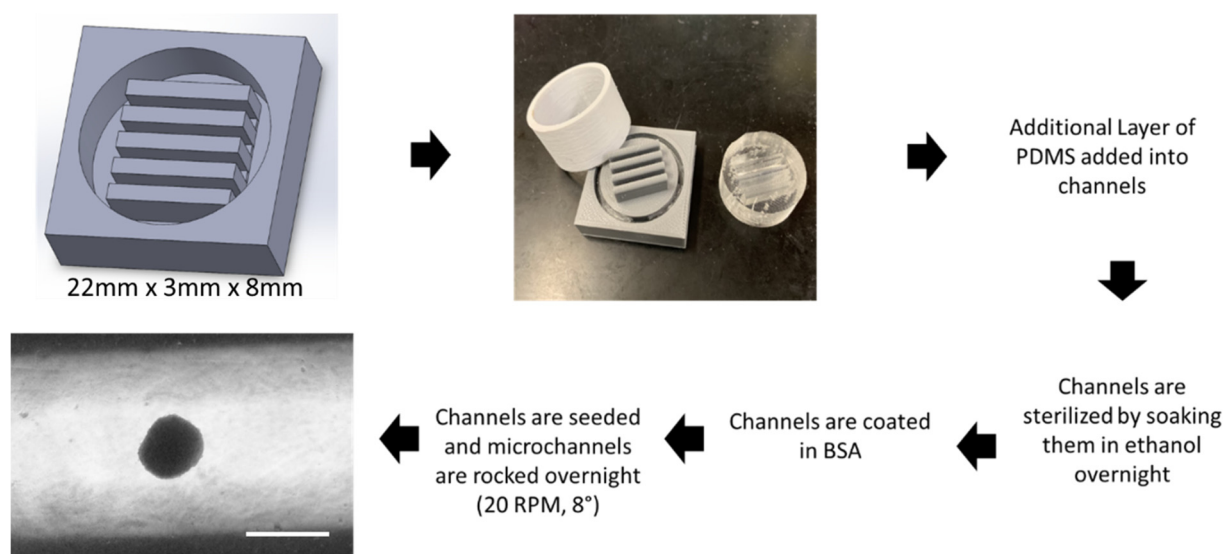 22mm x 3mm x 8mm
Additional Layer of
PDMS added into
channels
Channels are
sterilized by soaking
them in ethanol
overnight
Channels are coated
in BSA
Channels are seeded
and microchannels
are rocked overnight
(20 RPM, 8°)